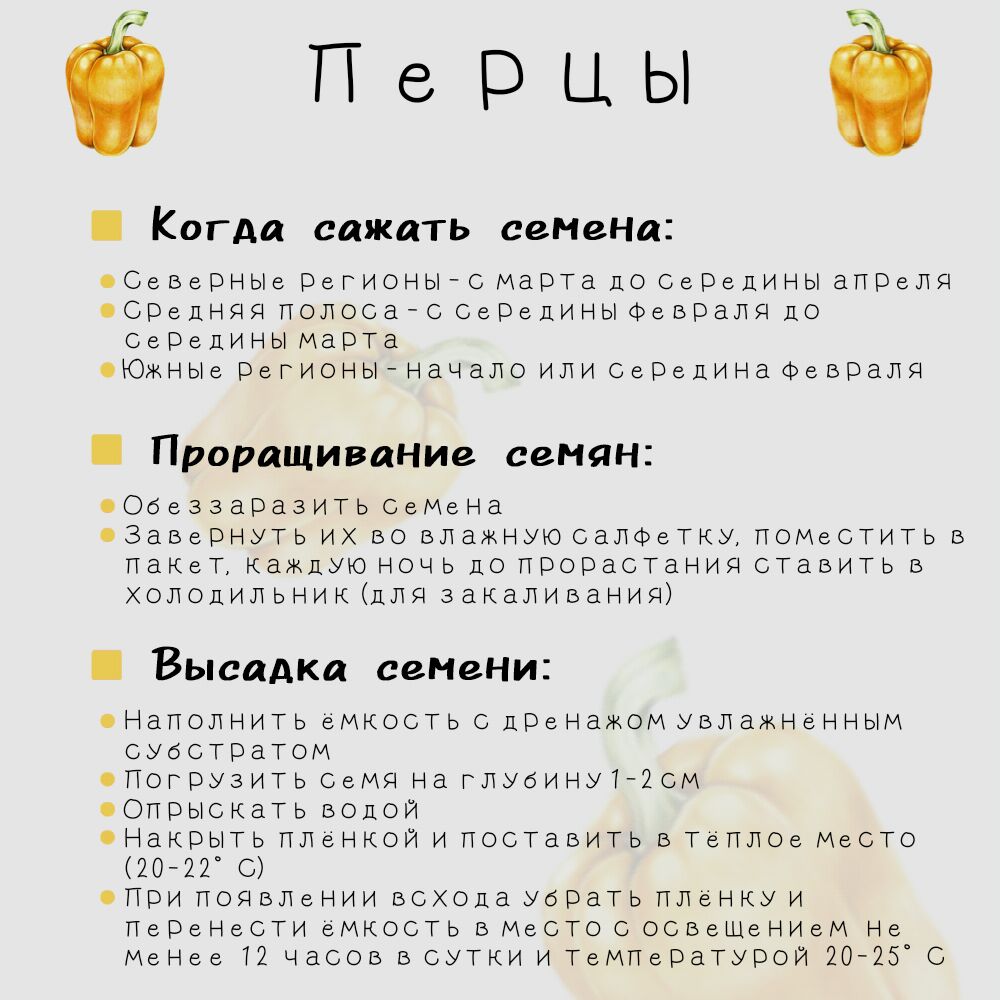 Перцы
Когда сажать семена:
Северные регионы - с марта до середины апреля
Средняя полоса - с середины февраля до
середины марта
Южные регионы - начало или середина февраля
Проращивание семян:
Обеззаразить семена
Завернуть их во влажную салфетку, поместить в
пакет, каждую ночь до прорастания ставить в
холодильник (для закаливания)
Высадка семени:
Наполнить ёмкость с дренажом увлажнённым
субстратом
Погрузить семя на глубину 1-2 см
Опрыскать водой
Накрыть плёнкой и поставить в тёплое место
(20-22° С)
При появлении всхода убрать плёнку и
перенести ёмкость в место с освещением не
менее 12 часов в сутки и температурой 20-25° С